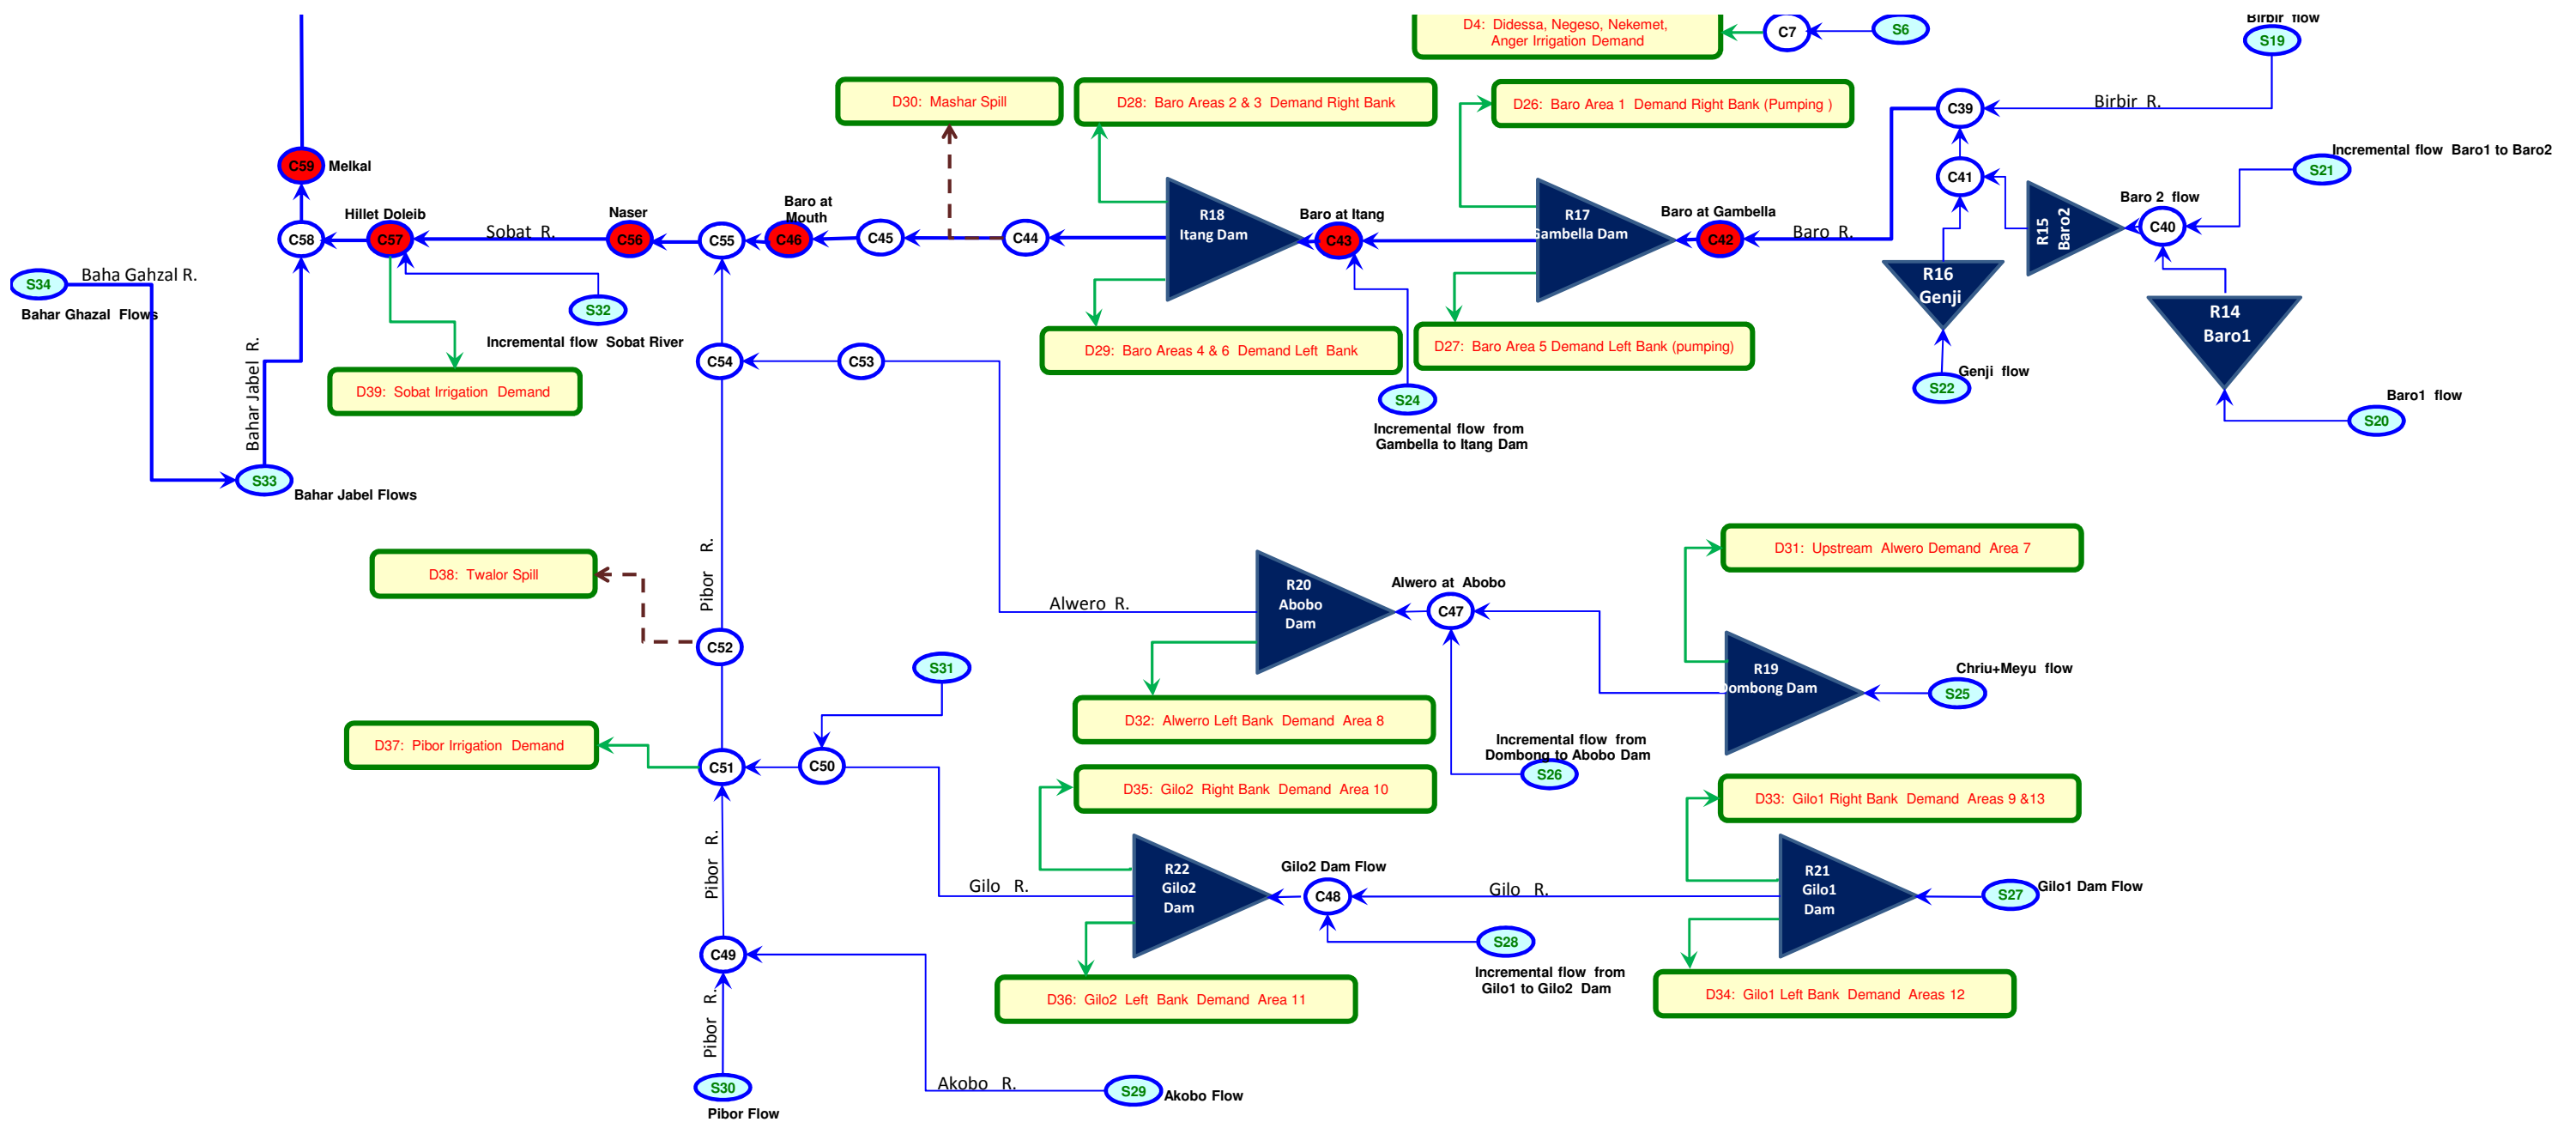 D4: Didessa, Negeso, Nekemet,
Anger Irrigation Demand
C7
S6
Birbir flow
S19
D30: Mashar Spill
D28: Baro Areas 2 & 3 Demand Right Bank
D26: Baro Area 1 Demand Right Bank (Pumping )
C39
Birbir R.
C59
Melkal
C41
Incremental flow Baro1 to Baro2
S21
Hillet Doleib
Naser
Baro at
Mouth
R18
Itang Dam
Baro at Itang
R17
Gambella Dam
Baro at Gambella
R15
Baro2
Baro 2 flow
C40
C58
C57
Sobat R.
C56
C55
C46
C45
C44
C43
C42
Baro R.
Baha Gahzal R.
S34
Bahar Ghazal Flows
S32
Incremental flow Sobat River
R16
Genji
R14
Baro1
Bahar Jabel R.
D39: Sobat Irrigation Demand
C54
C53
D29: Baro Areas 4 & 6 Demand Left Bank
D27: Baro Area 5 Demand Left Bank (pumping)
S24
Incremental flow from
Gambella to Itang Dam
Genji flow
S22
Baro1 flow
S20
S33
Bahar Jabel Flows
D38: Twalor Spill
Pibor R.
D31: Upstream Alwero Demand Area 7
R20
Abobo
Dam
Alwero at Abobo
C47
Alwero R.
C52
S31
R19
Dombong Dam
Chriu+Meyu flow
S25
D37: Pibor Irrigation Demand
C51
C50
D32: Alwerro Left Bank Demand Area 8
Incremental flow from
Dombong to Abobo Dam
S26
D35: Gilo2 Right Bank Demand Area 10
D33: Gilo1 Right Bank Demand Areas 9 &13
Pibor R.
R22
Gilo2
Dam
Gilo R.
Gilo2 Dam Flow
C48
Gilo R.
R21
Gilo1
Dam
S27
Gilo1 Dam Flow
C49
S28
Incremental flow from
Gilo1 to Gilo2 Dam
D36: Gilo2 Left Bank Demand Area 11
D34: Gilo1 Left Bank Demand Areas 12
Pibor R.
S30
Pibor Flow
Akobo R.
S29
Akobo Flow